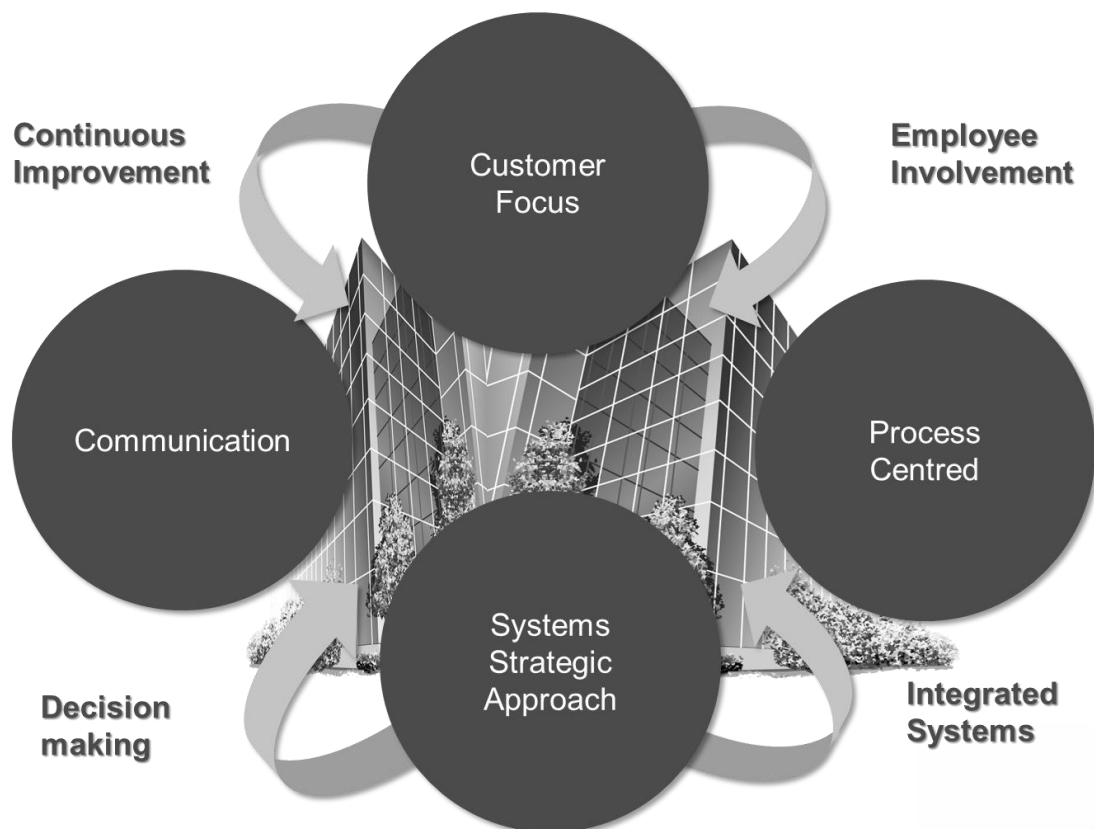 Continuous
Improvement
Customer
Focus
Employee
Involvement
Communication
Process
Centred
Systems
Strategic
Approach
Decision
making
Integrated
Systems